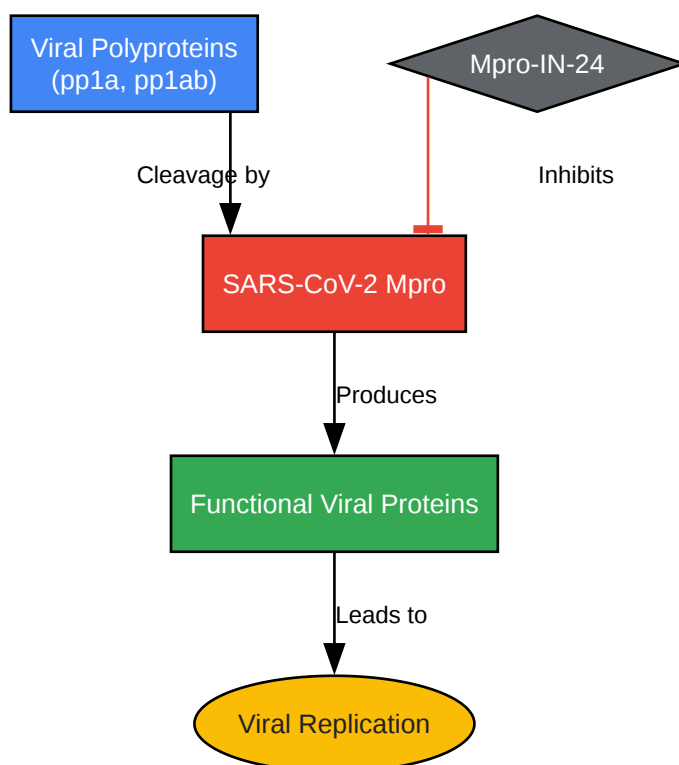 Viral Polyproteins
(pp1a, pp1ab)
Mpro-IN-24
Cleavage by
Inhibits
SARS-CoV-2 Mpro
Produces
Functional Viral Proteins
Leads to
Viral Replication